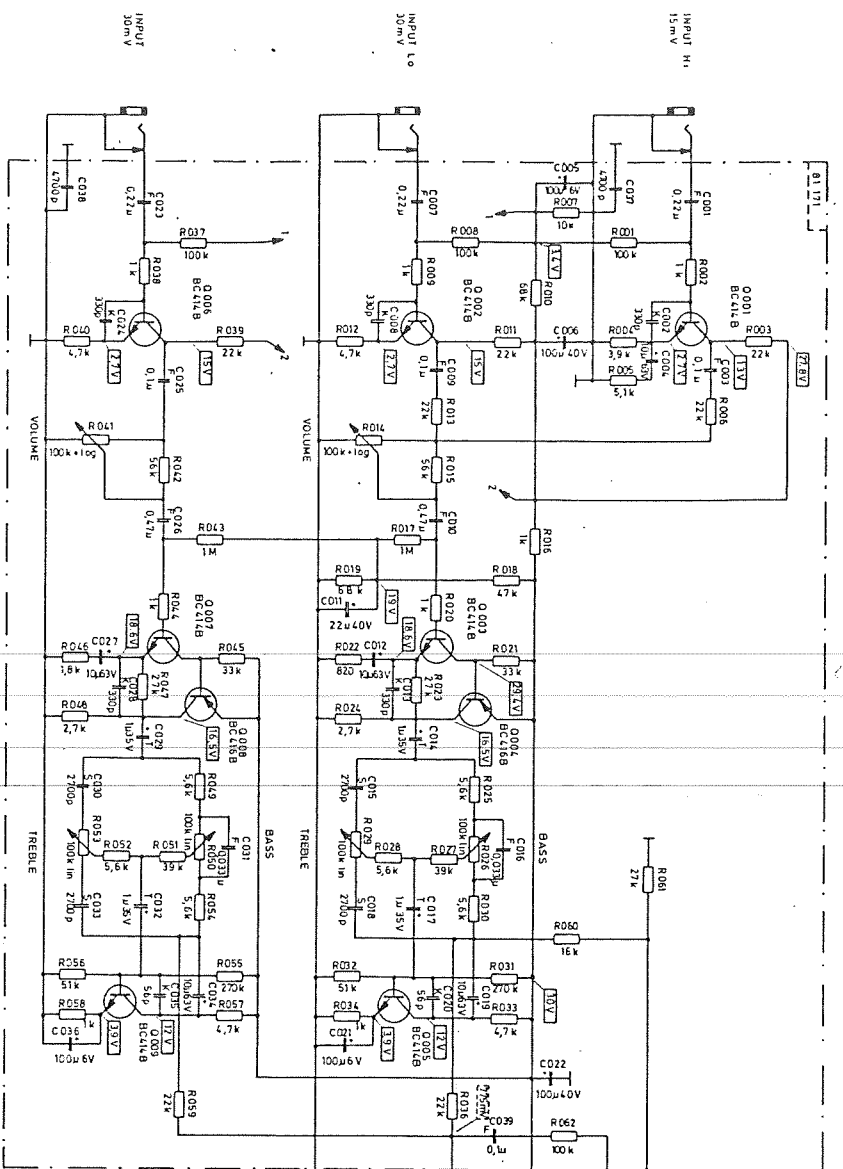 INPUT Hi
15mV
INPUT Lo
30mV
INPUT
30mV
81 171
C001
F
0,22µ
C037
4700p
C005
R007
10k
1
R001
100k
R002
1k
Q001
BC414B
C002
K
330p
R003
22k
27,8V
13V
C003
F
0,1µ
R004
3,9k
2,7V
C004
R005
5,1k
R006
22k
C007
F
0,22µ
R008
100k
3,4V
R010
68k
R009
1k
Q002
BC414B
C008
K
330p
R011
22k
C006
100µ40V
R012
4,7k
2,7V
15V
C009
F
0,1µ
R013
22k
R014
100k+log
VOLUME
R015
56k
C010
F
0,47µ
2
R016
1k
C038
4700p
C023
F
0,22µ
R037
100k
1
R038
1k
Q006
BC414B
C024
K
330p
R039
22k
2
R040
4,7k
2,7V
15V
C025
F
0,1µ
R041
100k+log
VOLUME
R042
56k
C026
F
0,47µ
R043
1M
R017
1M
R019
6,8k
C011
22µ40V
19V
R018
47k
R020
1k
Q003
BC414B
R021
33k
29,4V
18,6V
C012
10µ63V
R022
820
R023
27k
C013
K
330p
R024
2,7k
Q004
BC416B
16,5V
C014
T
1µ35V
R025
5,6k
C015
S
2700p
R026
100k lin
C016
F
0,033µ
BASS
R027
39k
R028
5,6k
R029
100k lin
TREBLE
R030
5,6k
C017
T
1µ35V
C018
S
2700p
R031
270k
R032
51k
30V
R033
4,7k
C019
10µ63V
C020
K
56p
12V
Q005
BC414B
R034
1k
3,9V
C021
100µ6V
R036
22k
775mV
C039
F
0,1µ
R062
100k
C022
100µ40V
R060
16k
R061
27k
R044
1k
Q007
BC414B
R045
33k
18,6V
C027
10µ63V
R046
1,8k
R047
27k
C028
K
330p
R048
2,7k
Q008
BC416B
16,5V
C029
T
1µ35V
R049
5,6k
C030
S
2700p
R050
100k lin
C031
F
0,033µ
BASS
R051
39k
R052
5,6k
R053
100k lin
TREBLE
R054
5,6k
C032
T
1µ35V
C033
S
2700p
R055
270k
R056
51k
R057
4,7k
C034
10µ63V
C035
K
56p
12V
Q009
BC414B
R058
1k
3,9V
C036
100µ6V
R059
22k